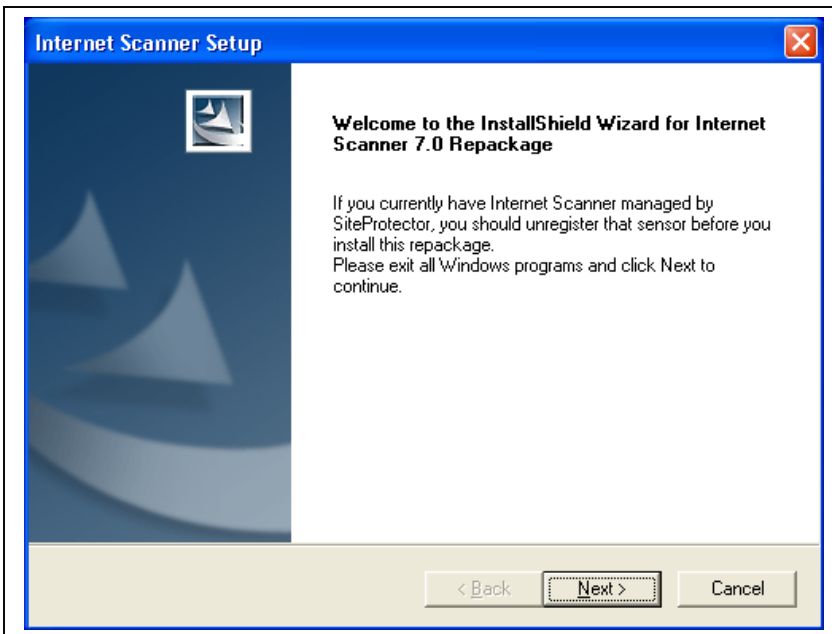 Internet Scanner Setup
Welcome to the InstallShield Wizard for Internet
Scanner 7.0 Repackage
If you currently have Internet Scanner managed by
SiteProtector, you should unregister that sensor before you
install this repackage.
Please exit all Windows programs and click Next to
continue.
< Back Next > Cancel